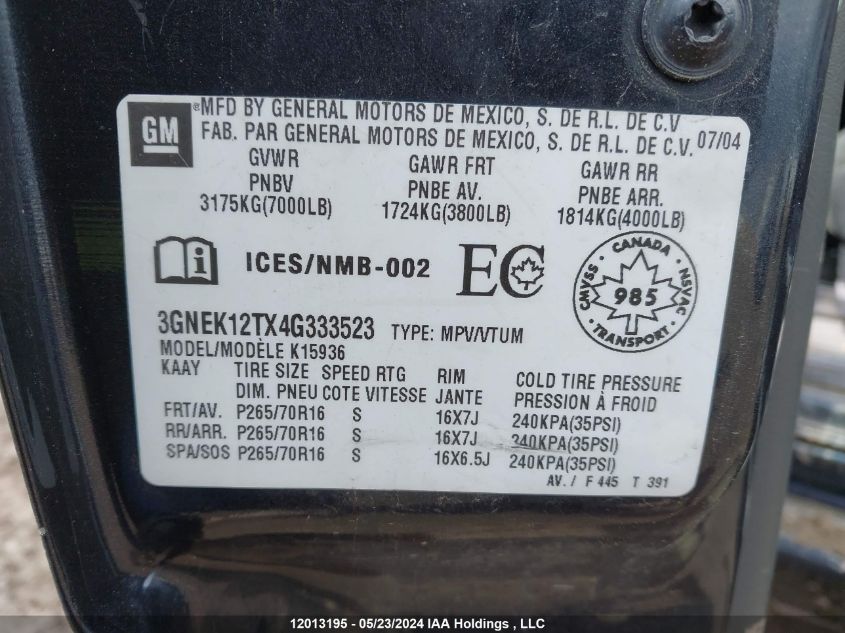 GM
®MFD BY GENERAL MOTORS DE MEXICO, S. DE R.L. DE C.V
FAB. PAR GENERAL MOTORS DE MEXICO, S. DE R.L. DE C.V. 07/04
GVWR GAWR FRT GAWR RR
PNBV PNBE AV. PNBE ARR.
3175KG(7000LB) 1724KG(3800LB) 1814KG(4000LB)
i ICES/NMB-002 EC
CANADA
CMVSS 985 NSVAC
TRANSPORT
3GNEK12TX4G333523 TYPE: MPV/VTUM
MODEL/MODÈLE K15936
KAAY TIRE SIZE SPEED RTG RIM COLD TIRE PRESSURE
DIM. PNEU COTE VITESSE JANTE PRESSION À FROID
FRT/AV. P265/70R16 S 16X7J 240KPA(35PSI)
RR/ARR. P265/70R16 S 16X7J 240KPA(35PSI)
SPA/SOS P265/70R16 S 16X6.5J 240KPA(35PSI)
AV. / F 445 T 391
12013195 - 05/23/2024 IAA Holdings , LLC